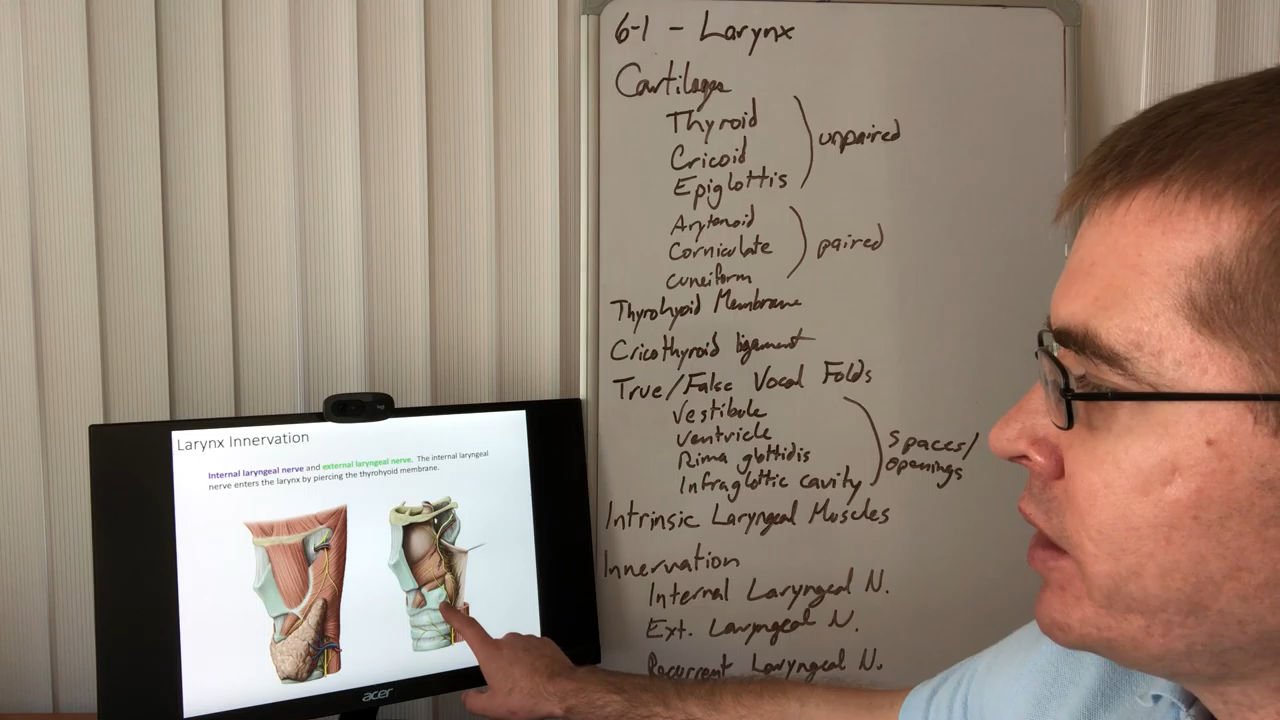 6-1 - Larynx
Cartilages
Thyroid
Cricoid
Epiglottis
unpaired
Arytenoid
Corniculate
cuneiform
paired
Thyrohyoid Membrane
Cricothyroid ligament
True/False Vocal Folds
Vestibule
Ventricle
Rima glottidis
Infraglottic cavity
spaces/
openings
Intrinsic Laryngeal Muscles
Innervation
Internal Laryngeal N.
Ext. Laryngeal N.
Recurrent Laryngeal N.
Larynx Innervation
Internal laryngeal nerve and external laryngeal nerve. The internal laryngeal
nerve enters the larynx by piercing the thyrohyoid membrane.
acer